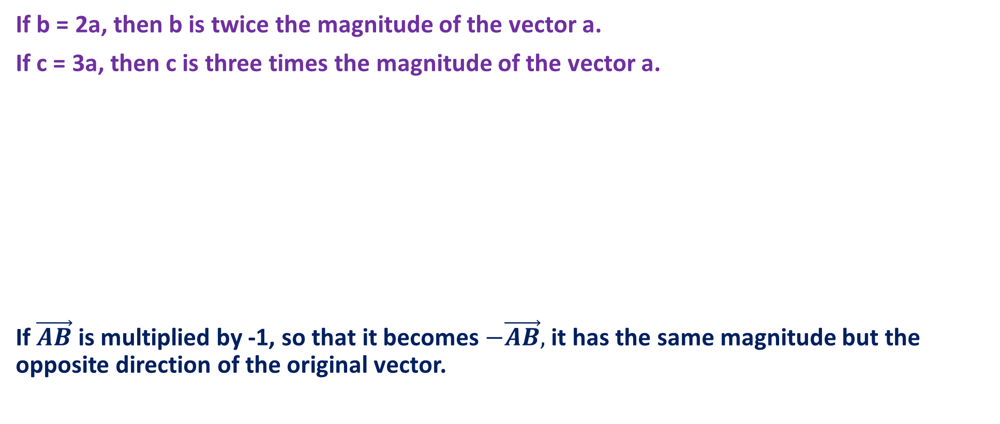 If b = 2a, then b is twice the magnitude of the vector a.
If c = 3a, then c is three times the magnitude of the vector a.
If $\overrightarrow{AB}$ is multiplied by -1, so that it becomes $-\overrightarrow{AB}$, it has the same magnitude but the
opposite direction of the original vector.